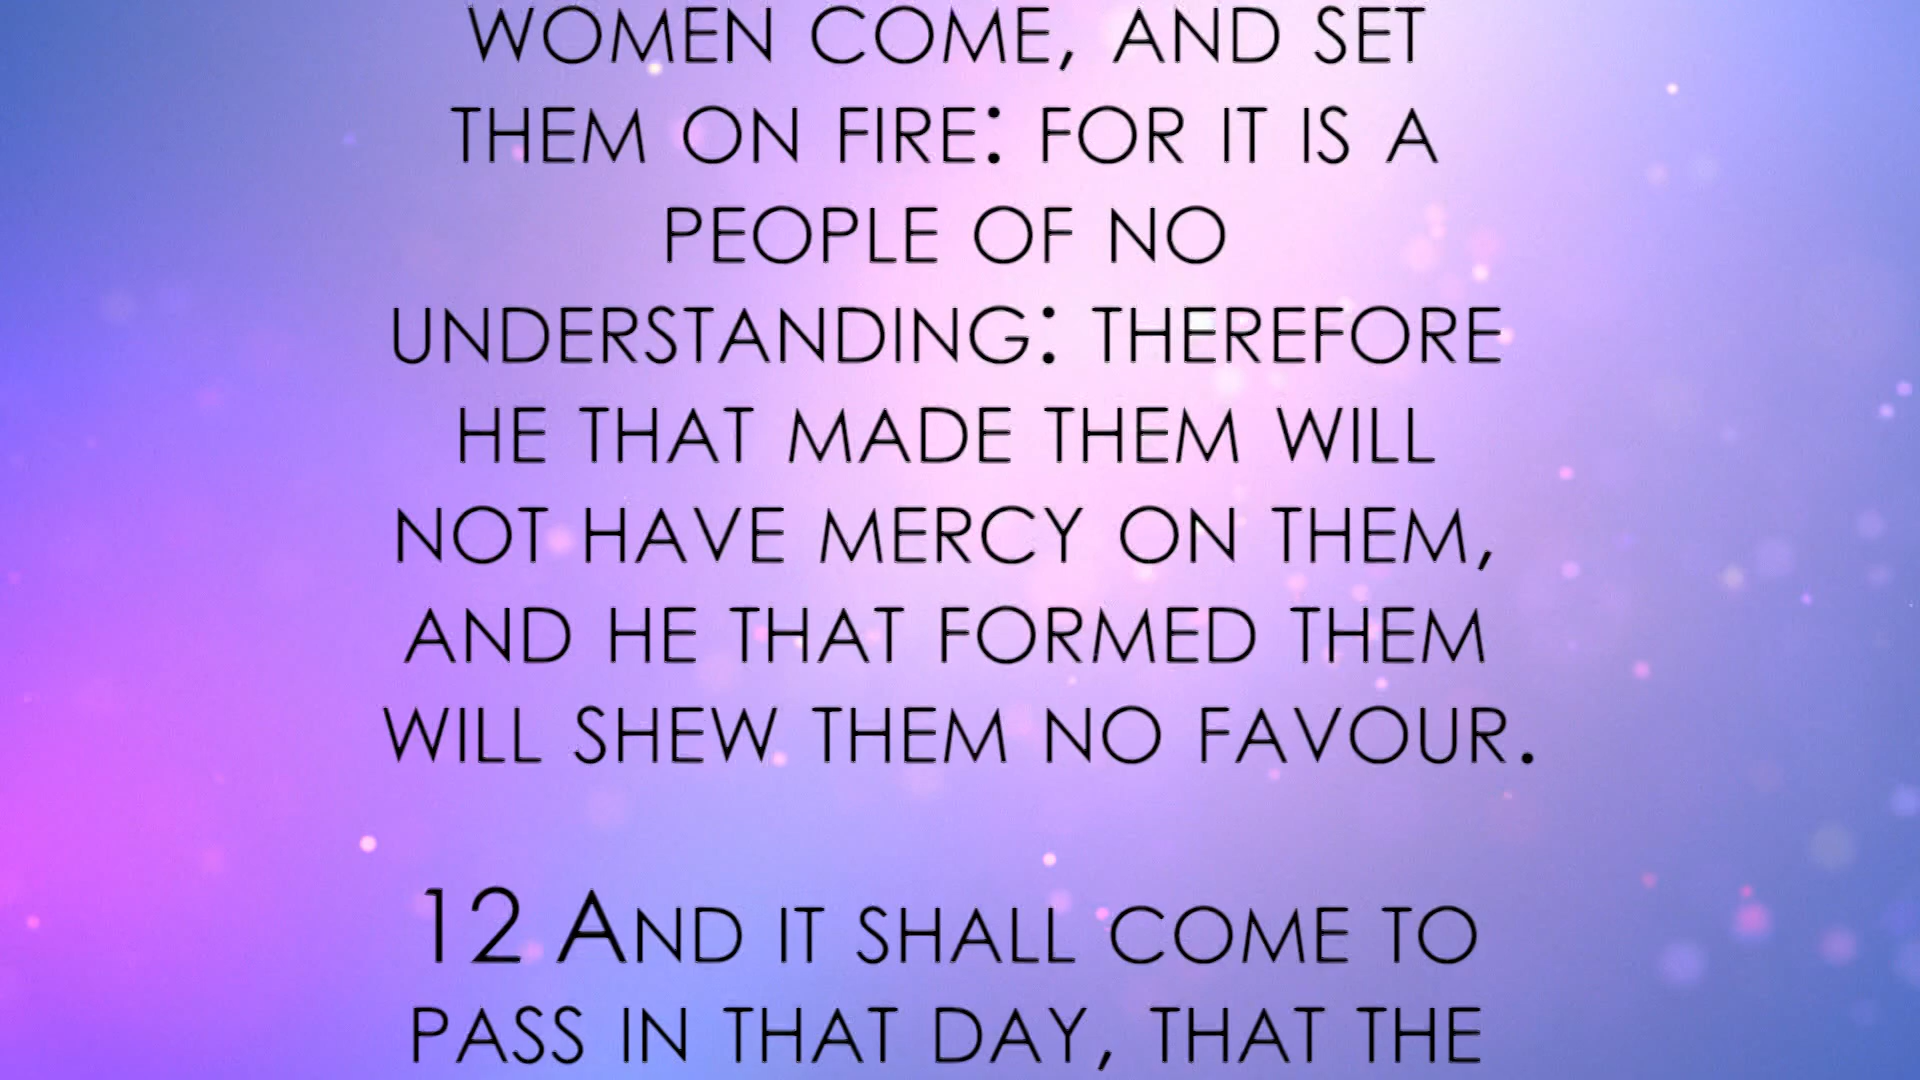 WOMEN COME, AND SET
THEM ON FIRE: FOR IT IS A
PEOPLE OF NO
UNDERSTANDING: THEREFORE
HE THAT MADE THEM WILL
NOT HAVE MERCY ON THEM,
AND HE THAT FORMED THEM
WILL SHEW THEM NO FAVOUR.
12 AND IT SHALL COME TO
PASS IN THAT DAY, THAT THE